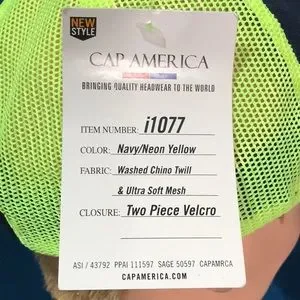 NEW
STYLE
CAP AMERICA
BRINGING QUALITY HEADWEAR TO THE WORLD
ITEM NUMBER: i1077
COLOR: Navy/Neon Yellow
FABRIC: Washed Chino Twill
& Ultra Soft Mesh
CLOSURE: Two Piece Velcro
ASI / 43792 PPAI 111597 SAGE 50597 CAPAMRCA
CAPAMERICA.COM